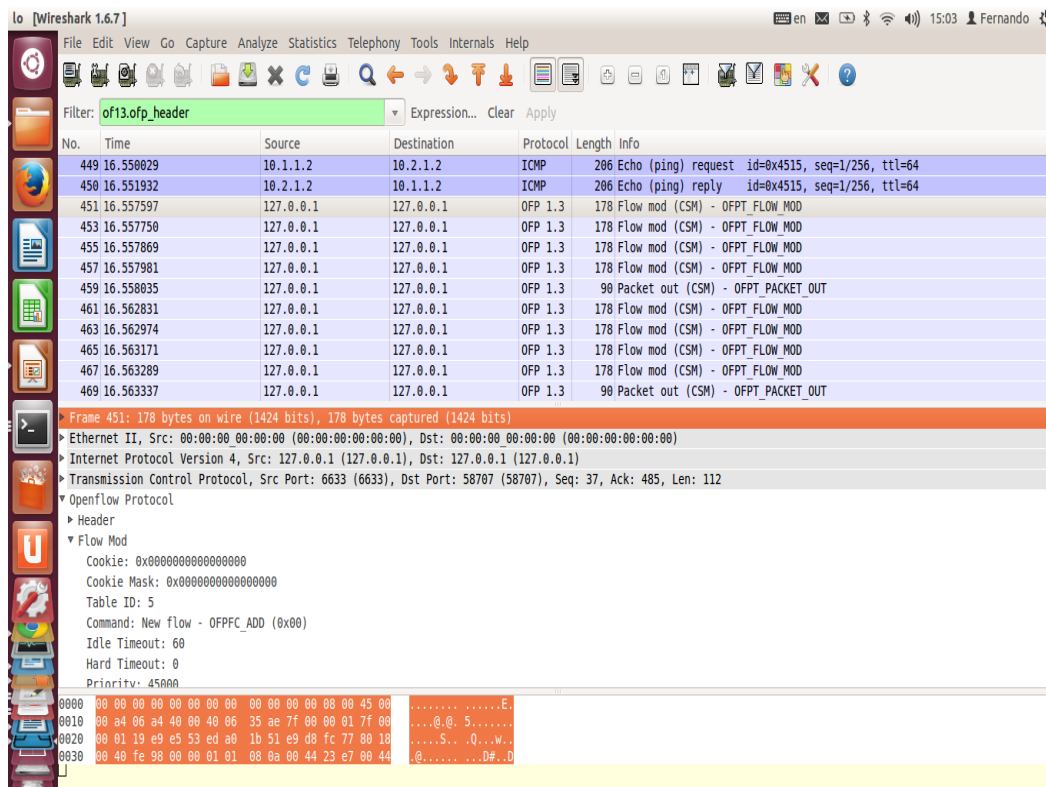 lo [Wireshark 1.6.7 ]
en 15:03 Fernando
File Edit View Go Capture Analyze Statistics Telephony Tools Internals Help
Filter: of13.ofp_header Expression... Clear Apply
No. Time Source Destination Protocol Length Info
449 16.550029 10.1.1.2 10.2.1.2 ICMP 206 Echo (ping) request id=0x4515, seq=1/256, ttl=64
450 16.551932 10.2.1.2 10.1.1.2 ICMP 206 Echo (ping) reply id=0x4515, seq=1/256, ttl=64
451 16.557597 127.0.0.1 127.0.0.1 OFP 1.3 178 Flow mod (CSM) - OFPT_FLOW_MOD
453 16.557750 127.0.0.1 127.0.0.1 OFP 1.3 178 Flow mod (CSM) - OFPT_FLOW_MOD
455 16.557869 127.0.0.1 127.0.0.1 OFP 1.3 178 Flow mod (CSM) - OFPT_FLOW_MOD
457 16.557981 127.0.0.1 127.0.0.1 OFP 1.3 178 Flow mod (CSM) - OFPT_FLOW_MOD
459 16.558035 127.0.0.1 127.0.0.1 OFP 1.3 90 Packet out (CSM) - OFPT_PACKET_OUT
461 16.562831 127.0.0.1 127.0.0.1 OFP 1.3 178 Flow mod (CSM) - OFPT_FLOW_MOD
463 16.562974 127.0.0.1 127.0.0.1 OFP 1.3 178 Flow mod (CSM) - OFPT_FLOW_MOD
465 16.563171 127.0.0.1 127.0.0.1 OFP 1.3 178 Flow mod (CSM) - OFPT_FLOW_MOD
467 16.563289 127.0.0.1 127.0.0.1 OFP 1.3 178 Flow mod (CSM) - OFPT_FLOW_MOD
469 16.563337 127.0.0.1 127.0.0.1 OFP 1.3 90 Packet out (CSM) - OFPT_PACKET_OUT
Frame 451: 178 bytes on wire (1424 bits), 178 bytes captured (1424 bits)
Ethernet II, Src: 00:00:00_00:00:00 (00:00:00:00:00:00), Dst: 00:00:00_00:00:00 (00:00:00:00:00:00)
Internet Protocol Version 4, Src: 127.0.0.1 (127.0.0.1), Dst: 127.0.0.1 (127.0.0.1)
Transmission Control Protocol, Src Port: 6633 (6633), Dst Port: 58707 (58707), Seq: 37, Ack: 485, Len: 112
Openflow Protocol
Header
Flow Mod
Cookie: 0x0000000000000000
Cookie Mask: 0x0000000000000000
Table ID: 5
Command: New flow - OFPFC_ADD (0x00)
Idle Timeout: 60
Hard Timeout: 0
Priority: 45000
0000 00 00 00 00 00 00 00 00 00 00 00 00 08 00 45 00 ........ ......E.
0010 00 a4 06 a4 40 00 40 06 35 ae 7f 00 00 01 7f 00 ....@.@. 5.......
0020 00 01 19 e9 e5 53 ed a0 1b 51 e9 d8 fc 77 80 18 .....S.. .Q...w..
0030 00 40 fe 98 00 00 01 01 08 0a 00 44 23 e7 00 44 .@...... ...D#..D